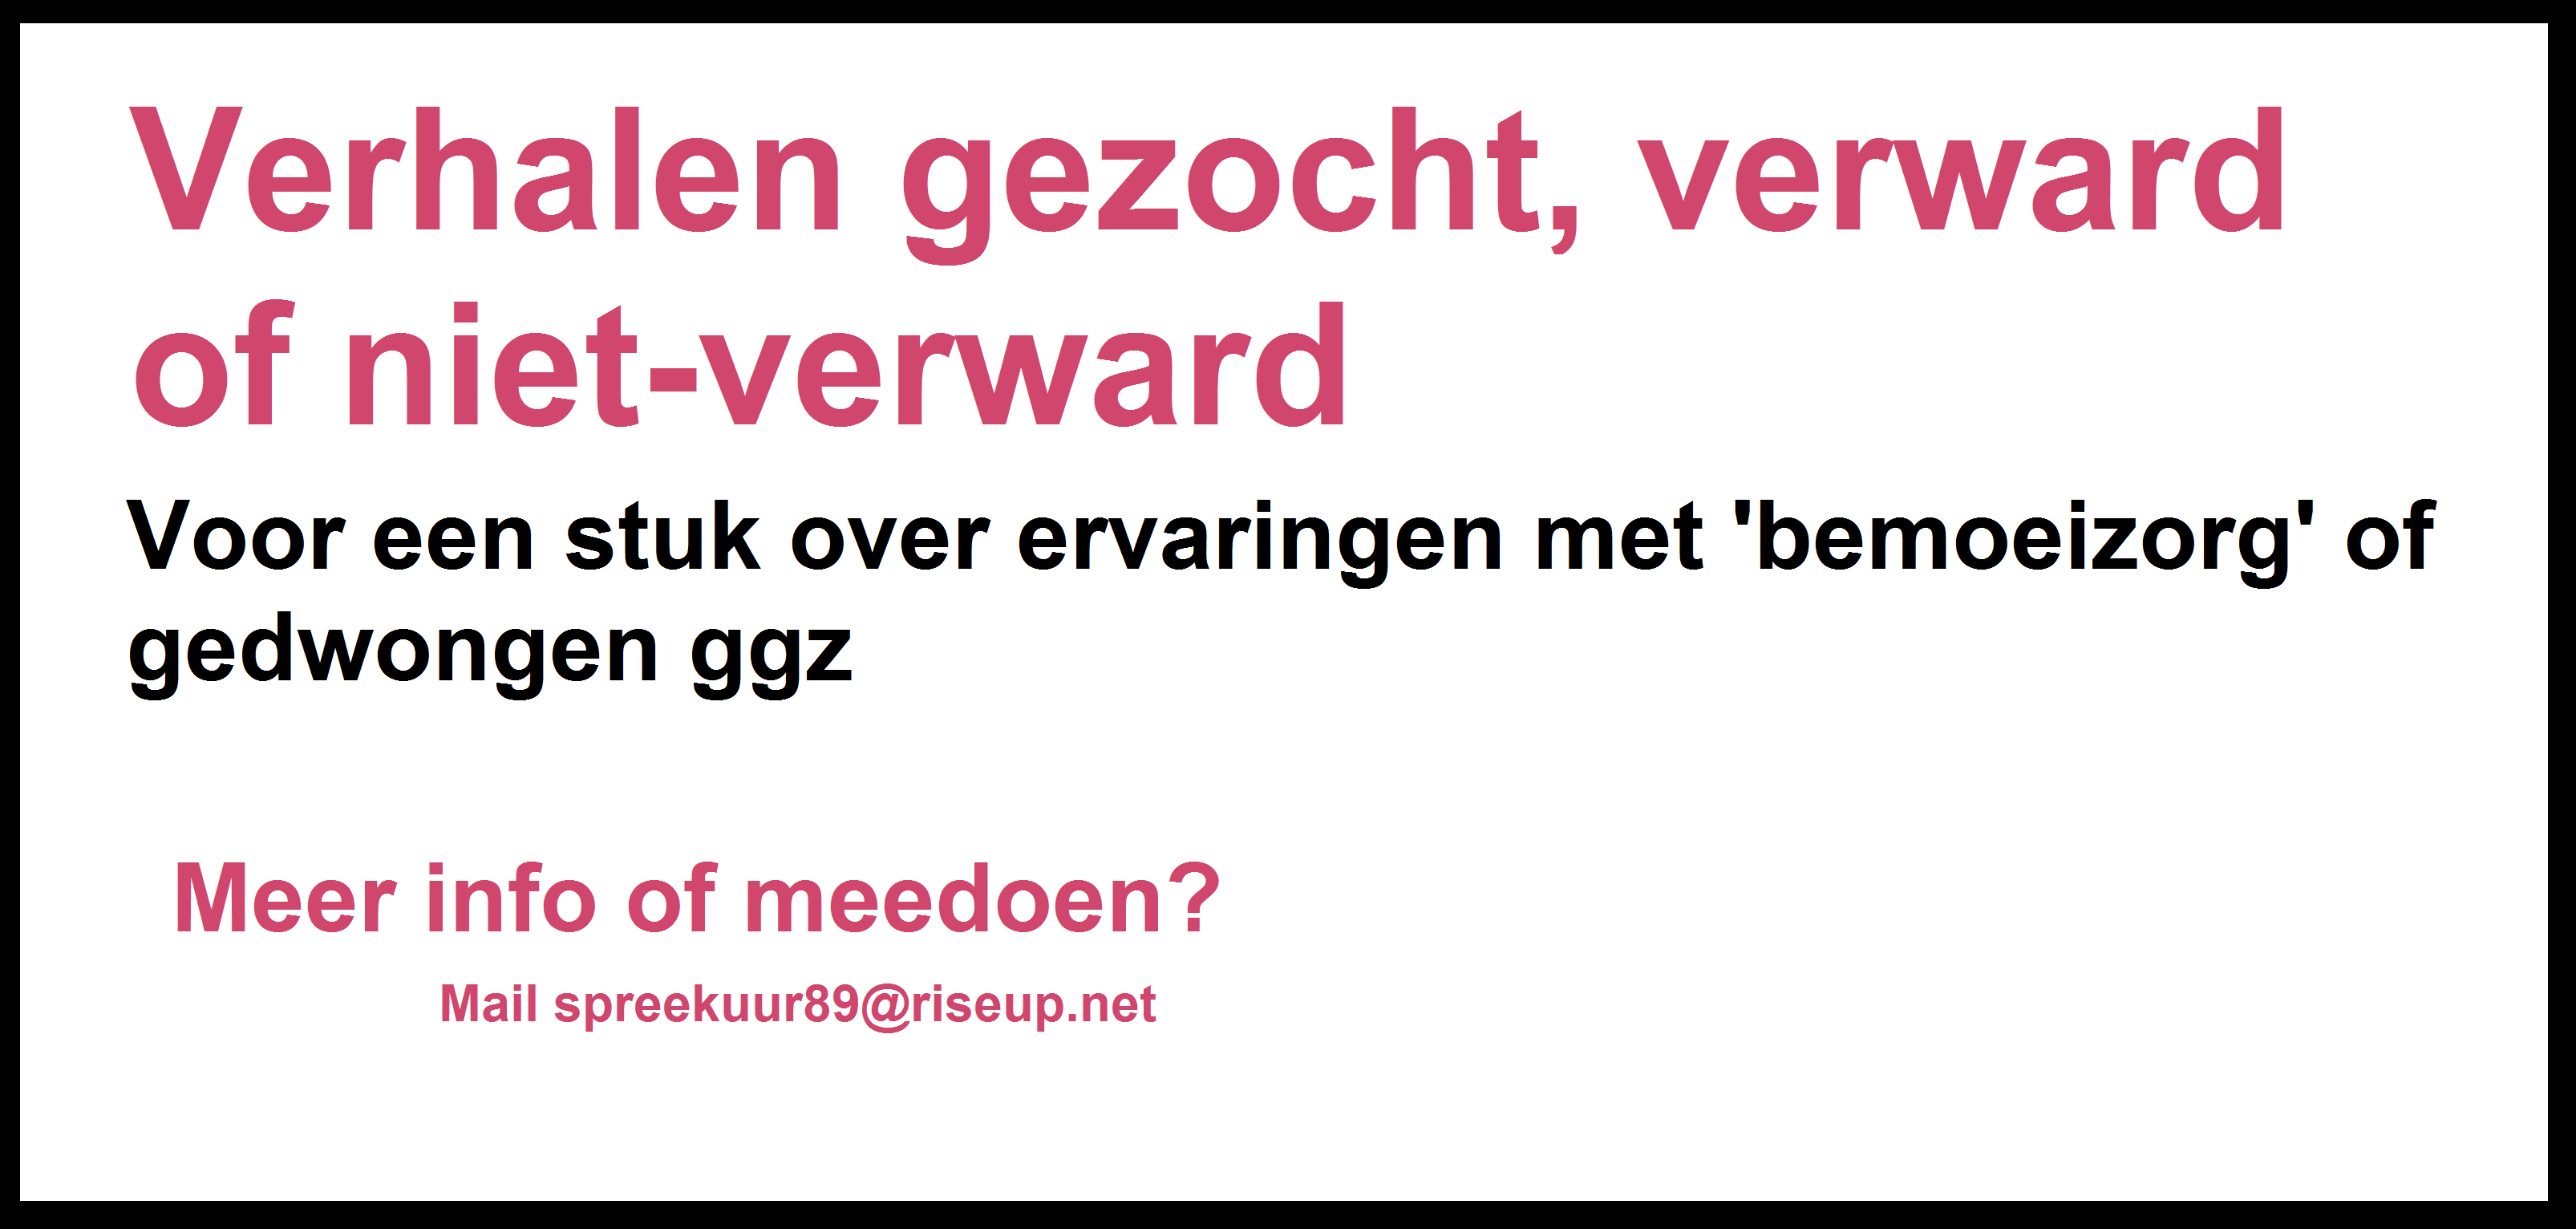 Verhalen gezocht, verward
of niet-verward
Voor een stuk over ervaringen met 'bemoeizorg' of
gedwongen ggz
Meer info of meedoen?
Mail spreekuur89@riseup.net